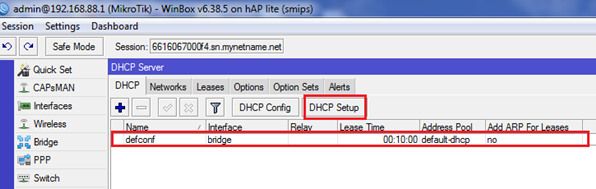 admin@192.168.88.1 (MikroTik) - WinBox v6.38.5 on hAP lite (smips)
Session Settings Dashboard
Safe Mode Session: 6616067000f4.sn.mynetname.net
Quick Set
CAPsMAN
Interfaces
Wireless
Bridge
PPP
Switch
DHCP Server
DHCP Networks Leases Options Option Sets Alerts
DHCP Config DHCP Setup
Name Interface Relay Lease Time Address Pool Add ARP For Leases
defconf bridge 00:10:00 default-dhcp no